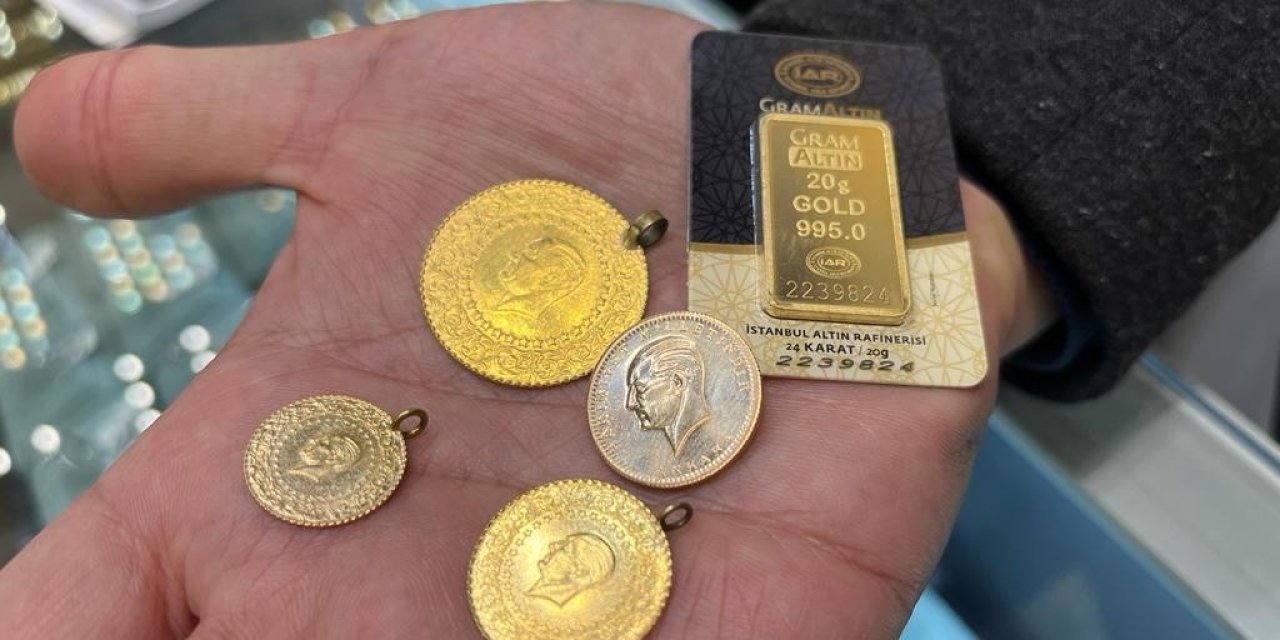 IAR
GRAMALTIN
GRAM
ALTIN
20g
GOLD
995.0
IAR
2239824
İSTANBUL ALTIN RAFİNERİSİ
24 KARAT / 20g
2239824